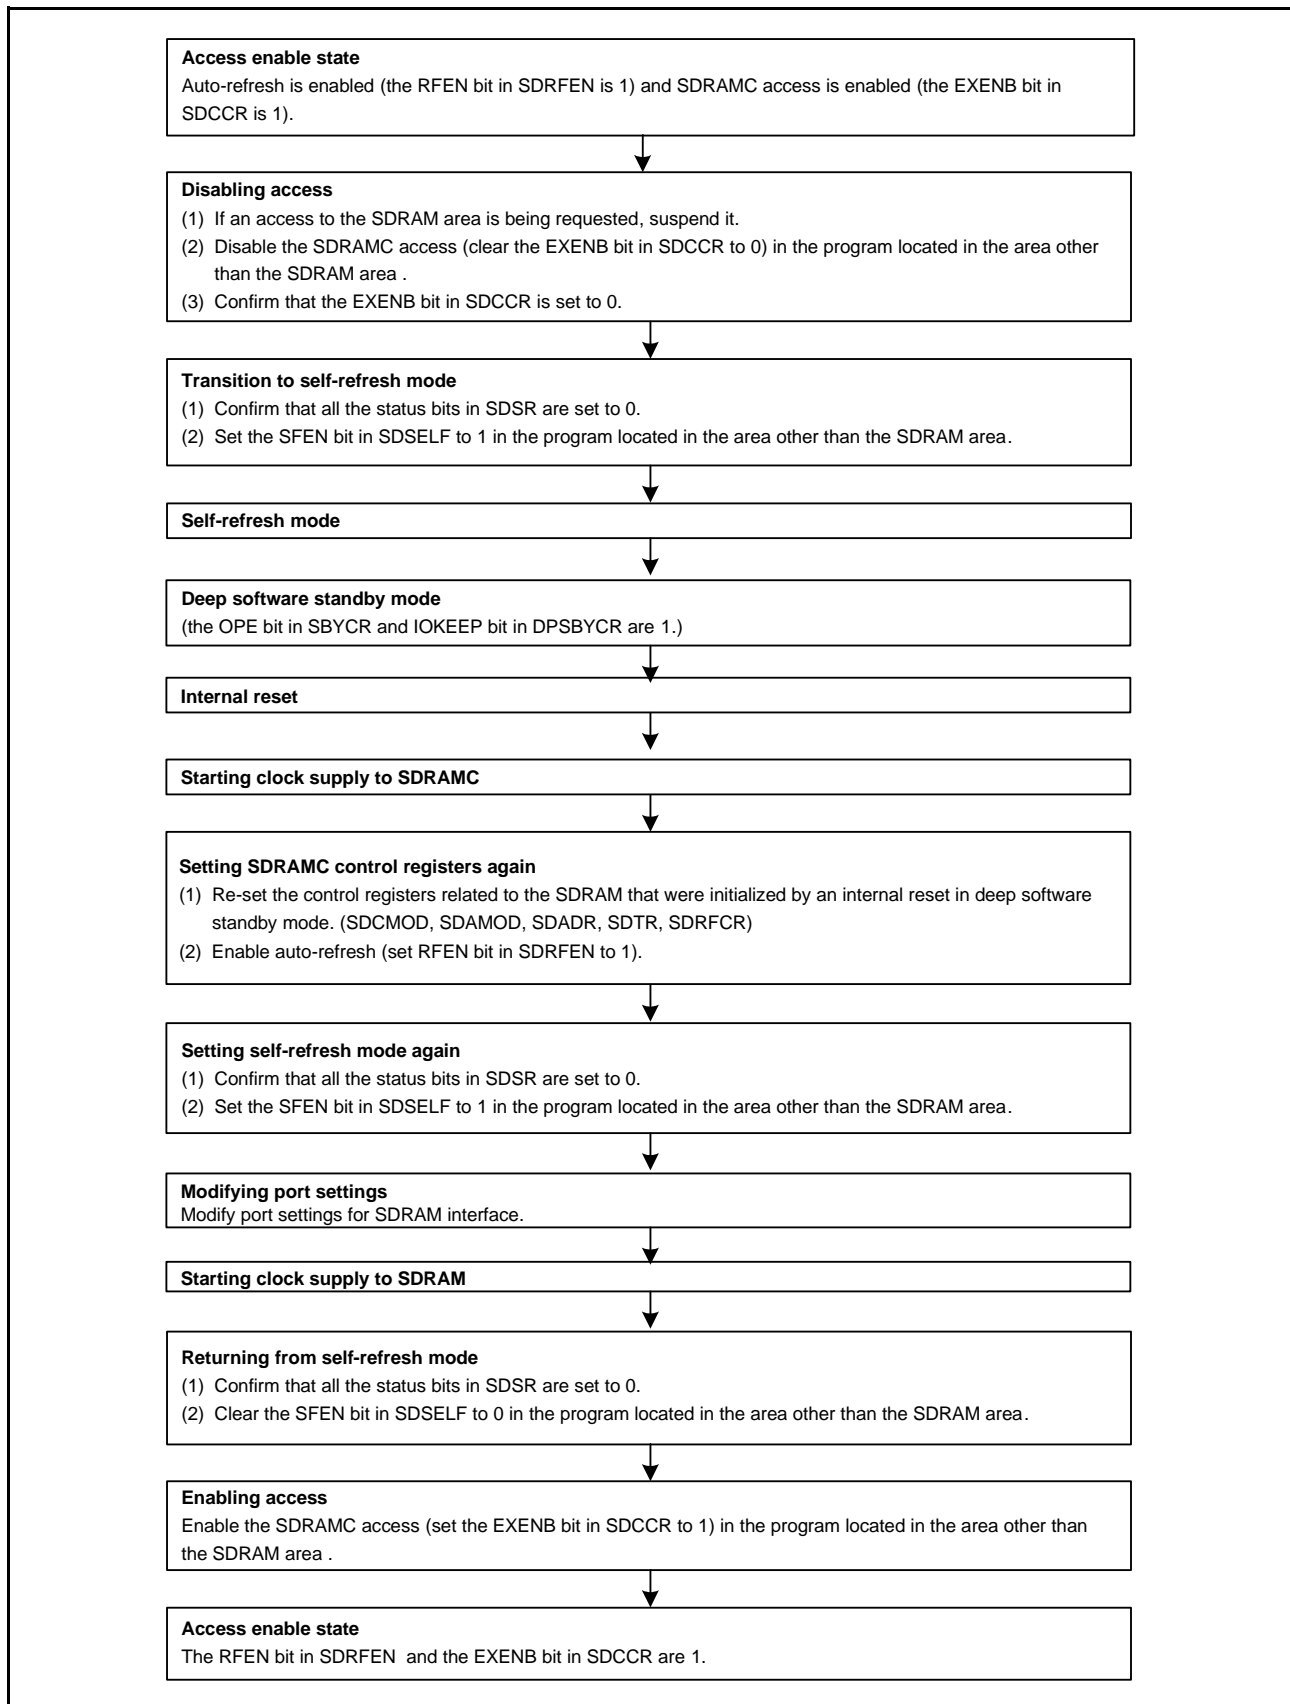 Access enable state
Auto-refresh is enabled (the RFEN bit in SDRFEN is 1) and SDRAMC access is enabled (the EXENB bit in
SDCCR is 1).
Disabling access
(1) If an access to the SDRAM area is being requested, suspend it.
(2) Disable the SDRAMC access (clear the EXENB bit in SDCCR to 0) in the program located in the area other
than the SDRAM area .
(3) Confirm that the EXENB bit in SDCCR is set to 0.
Transition to self-refresh mode
(1) Confirm that all the status bits in SDSR are set to 0.
(2) Set the SFEN bit in SDSELF to 1 in the program located in the area other than the SDRAM area.
Self-refresh mode
Deep software standby mode
(the OPE bit in SBYCR and IOKEEP bit in DPSBYCR are 1.)
Internal reset
Starting clock supply to SDRAMC
Setting SDRAMC control registers again
(1) Re-set the control registers related to the SDRAM that were initialized by an internal reset in deep software
standby mode. (SDCMOD, SDAMOD, SDADR, SDTR, SDRFCR)
(2) Enable auto-refresh (set RFEN bit in SDRFEN to 1).
Setting self-refresh mode again
(1) Confirm that all the status bits in SDSR are set to 0.
(2) Set the SFEN bit in SDSELF to 1 in the program located in the area other than the SDRAM area.
Modifying port settings
Modify port settings for SDRAM interface.
Starting clock supply to SDRAM
Returning from self-refresh mode
(1) Confirm that all the status bits in SDSR are set to 0.
(2) Clear the SFEN bit in SDSELF to 0 in the program located in the area other than the SDRAM area.
Enabling access
Enable the SDRAMC access (set the EXENB bit in SDCCR to 1) in the program located in the area other than
the SDRAM area .
Access enable state
The RFEN bit in SDRFEN and the EXENB bit in SDCCR are 1.